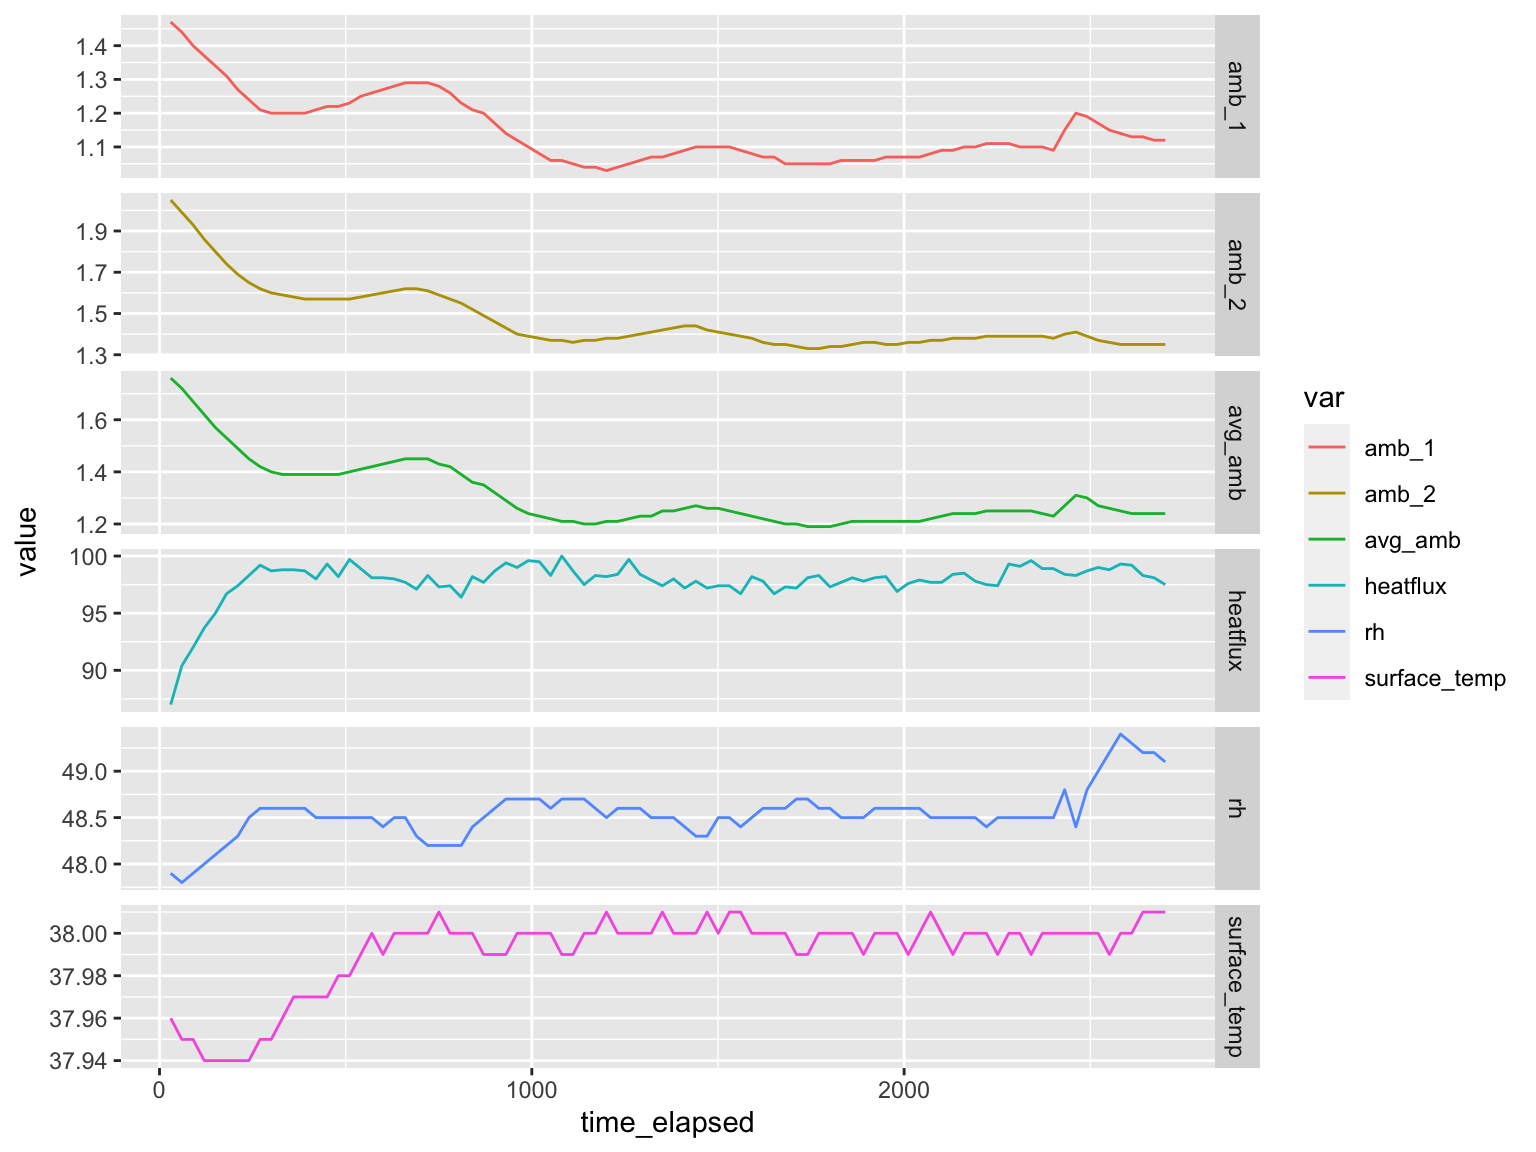 1.4
1.3
1.2
1.1
amb_1
1.9
1.7
1.5
1.3
amb_2
1.6
1.4
1.2
avg_amb
100
95
90
heatflux
49.0
48.5
48.0
rh
38.00
37.98
37.96
37.94
surface_temp
0 1000 2000
time_elapsed
value
var
amb_1
amb_2
avg_amb
heatflux
rh
surface_temp